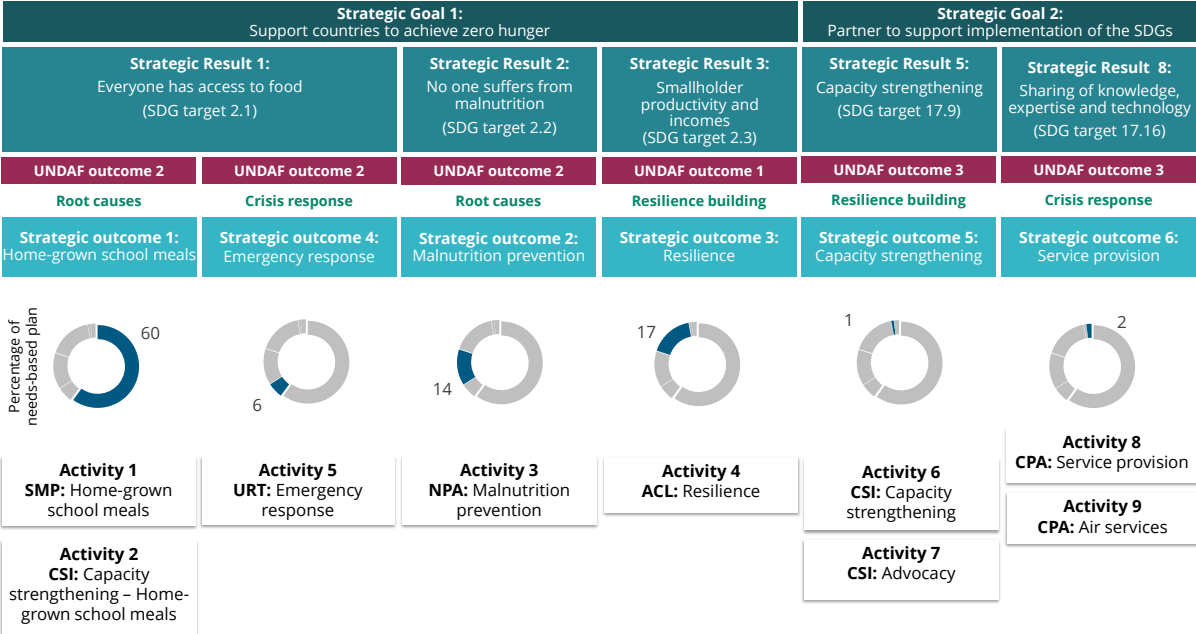 Strategic Goal 1:
Support countries to achieve zero hunger
Strategic Goal 2:
Partner to support implementation of the SDGs
Strategic Result 1:
Everyone has access to food
(SDG target 2.1)
Strategic Result 2:
No one suffers from
malnutrition
(SDG target 2.2)
Strategic Result 3:
Smallholder
productivity and
incomes
(SDG target 2.3)
Strategic Result 5:
Capacity strengthening
(SDG target 17.9)
Strategic Result 8:
Sharing of knowledge,
expertise and technology
(SDG target 17.16)
UNDAF outcome 2
UNDAF outcome 2
UNDAF outcome 2
UNDAF outcome 1
UNDAF outcome 3
UNDAF outcome 3
Root causes
Crisis response
Root causes
Resilience building
Resilience building
Crisis response
Strategic outcome 1:
Home-grown school meals
Strategic outcome 4:
Emergency response
Strategic outcome 2:
Malnutrition prevention
Strategic outcome 3:
Resilience
Strategic outcome 5:
Capacity strengthening
Strategic outcome 6:
Service provision
Percentage of
needs-based plan
60
6
14
17
1
2
Activity 1
SMP: Home-grown
school meals
Activity 2
CSI: Capacity
strengthening – Home-
grown school meals
Activity 5
URT: Emergency
response
Activity 3
NPA: Malnutrition
prevention
Activity 4
ACL: Resilience
Activity 6
CSI: Capacity
strengthening
Activity 7
CSI: Advocacy
Activity 8
CPA: Service provision
Activity 9
CPA: Air services